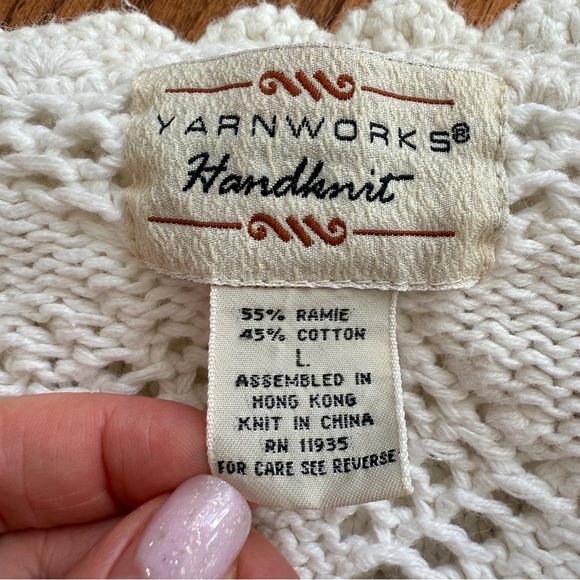 YARNWORKS®
Handknit
55% RAMIE
45% COTTON
L
ASSEMBLED IN
HONG KONG
KNIT IN CHINA
RN 11935
FOR CARE SEE REVERSE